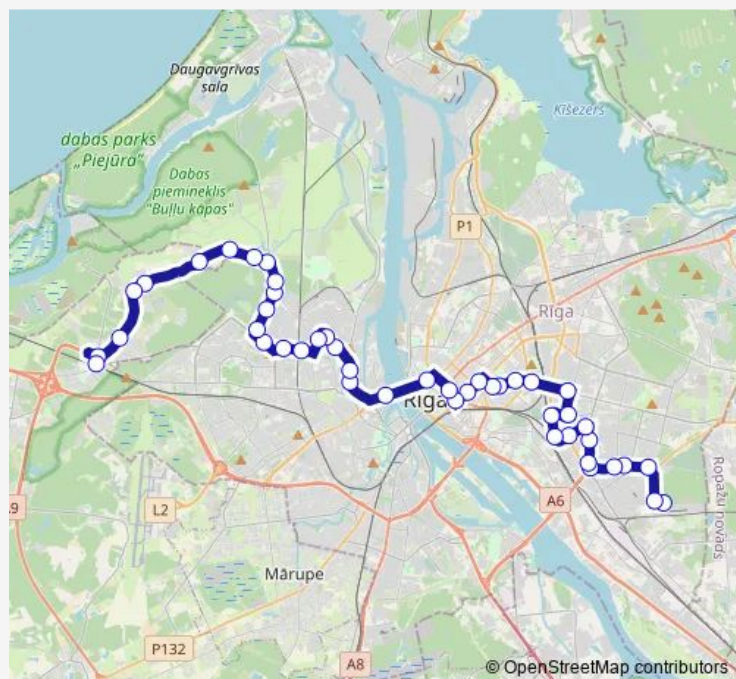 Daugavgrīvas
sala
dabas parks
„Piejūra”
Dabas
piemineklis
"Buļļu kāpas"
Ķīšezers
P1
Rīga
Rīga
A9
L2
A6
Ropažu novads
Mārupe
P132
A8
© OpenStreetMap contributors